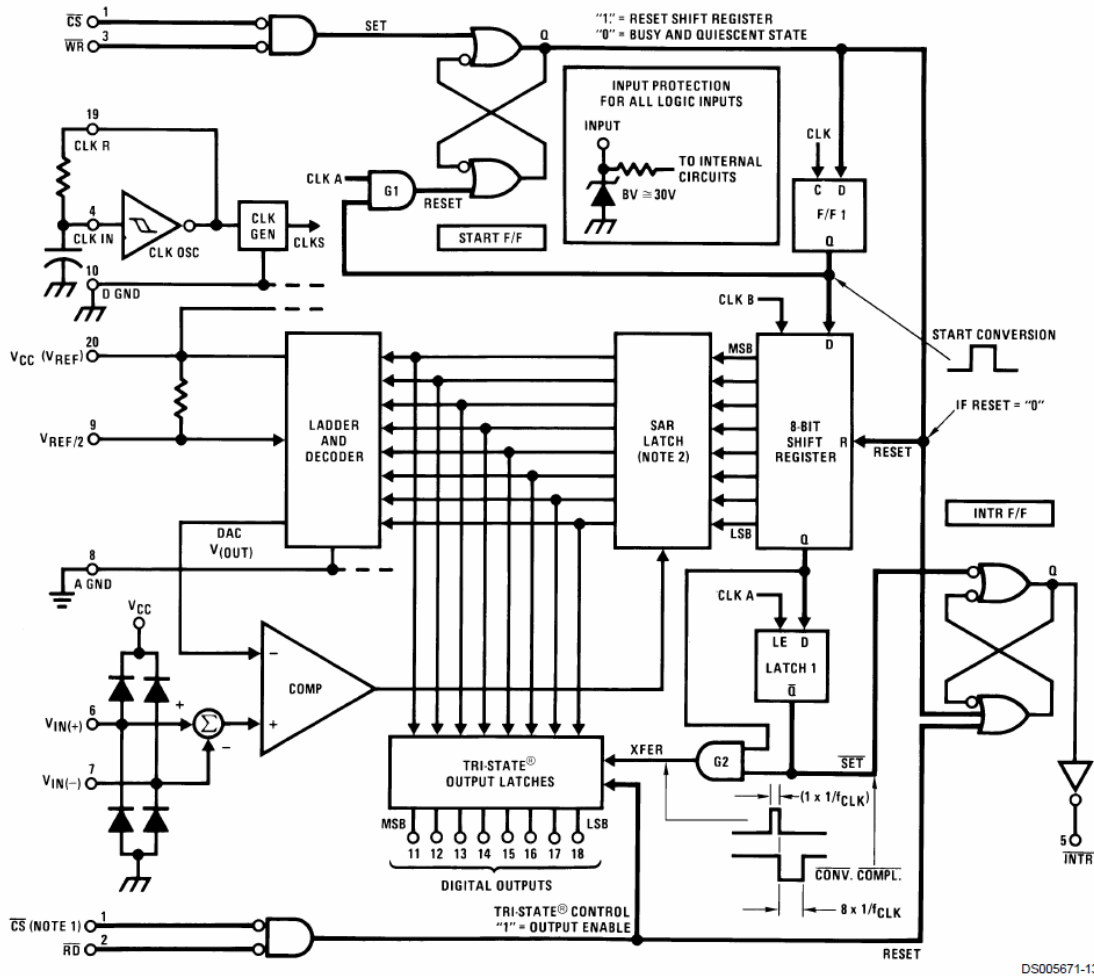 CS 1
WR 3
SET
Q
"1" = RESET SHIFT REGISTER
"0" = BUSY AND QUIESCENT STATE
INPUT PROTECTION
FOR ALL LOGIC INPUTS
INPUT
TO INTERNAL
CIRCUITS
BV ≅ 30V
CLK
C D
F/F 1
Q
19
CLK R
4
CLK IN
CLK OSC
CLK
GEN
CLKS
10
D GND
CLK A
G1
RESET
START F/F
CLK B
D
START CONVERSION
20
VCC (VREF)
9
VREF/2
LADDER
AND
DECODER
MSB
SAR
LATCH
(NOTE 2)
LSB
8-BIT
SHIFT
REGISTER
R
Q
RESET
IF RESET = "0"
INTR F/F
Q
DAC
V(OUT)
8
A GND
CLK A
LE D
LATCH 1
Q
VCC
6
VIN(+)
7
VIN(−)
+
Σ
−
−
+
COMP
TRI-STATE®
OUTPUT LATCHES
XFER
G2
SET
(1 x 1/fCLK)
MSB
LSB
11 12 13 14 15 16 17 18
DIGITAL OUTPUTS
CONV. COMPL.
8 x 1/fCLK
5
INTR
CS (NOTE 1) 1
RD 2
TRI-STATE® CONTROL
"1" = OUTPUT ENABLE
RESET
DS005671-13